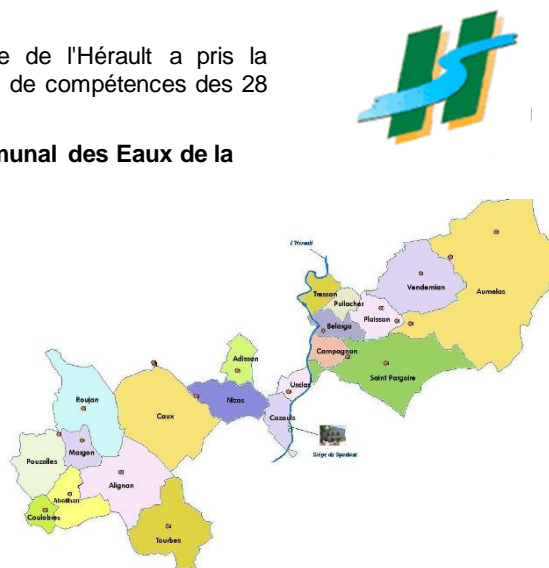 e de l'Hérault a pris la
de compétences des 28
munal des Eaux de la
L'Hérault
Tressan
Puilacher
Vendemian
Aumelas
Plaissan
Belarga
Campagnan
Adissan
Saint Pargoire
Usclas
Roujan
Nizas
Caux
Cazouls
Siège du Syndicat
Margon
Pouzolles
Alignan
Abeilhan
Coulobres
Tourbes